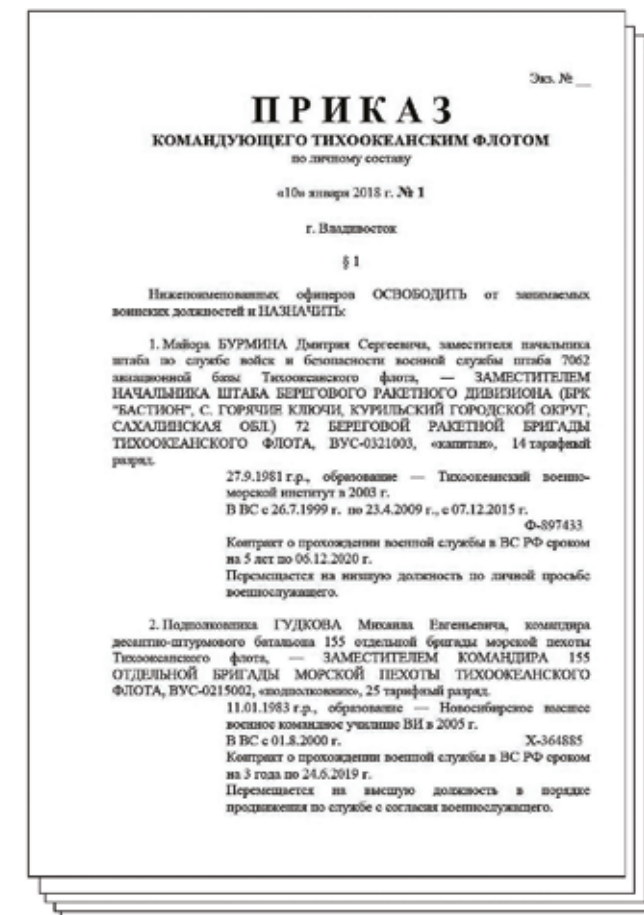 Экз. № __
ПРИКАЗ
КОМАНДУЮЩЕГО ТИХООКЕАНСКИМ ФЛОТОМ
по личному составу
«10» января 2018 г. № 1
г. Владивосток
§ 1
Нижепоименованных офицеров ОСВОБОДИТЬ от занимаемых
воинских должностей и НАЗНАЧИТЬ:
1. Майора БУРМИНА Дмитрия Сергеевича, заместителя начальника
штаба по службе войск и безопасности военной службы штаба 7062
авиационной базы Тихоокеанского флота, — ЗАМЕСТИТЕЛЕМ
НАЧАЛЬНИКА ШТАБА БЕРЕГОВОГО РАКЕТНОГО ДИВИЗИОНА (БРК
"БАСТИОН", С. ГОРЯЧИЕ КЛЮЧИ, КУРИЛЬСКИЙ ГОРОДСКОЙ ОКРУГ,
САХАЛИНСКАЯ ОБЛ.) 72 БЕРЕГОВОЙ РАКЕТНОЙ БРИГАДЫ
ТИХООКЕАНСКОГО ФЛОТА, ВУС-0321003, «капитан», 14 тарифный
разряд.
27.9.1981 г.р., образование — Тихоокеанский военно-
морской институт в 2003 г.
В ВС с 26.7.1999 г. по 23.4.2009 г., с 07.12.2015 г.
Ф-897433
Контракт о прохождении военной службы в ВС РФ сроком
на 5 лет по 06.12.2020 г.
Перемещается на низшую должность по личной просьбе
военнослужащего.
2. Подполковника ГУДКОВА Михаила Евгеньевича, командира
десантно-штурмового батальона 155 отдельной бригады морской пехоты
Тихоокеанского флота, — ЗАМЕСТИТЕЛЕМ КОМАНДИРА 155
ОТДЕЛЬНОЙ БРИГАДЫ МОРСКОЙ ПЕХОТЫ ТИХООКЕАНСКОГО
ФЛОТА, ВУС-0215002, «подполковник», 25 тарифный разряд.
11.01.1983 г.р., образование — Новосибирское высшее
военное командное училище ВИ в 2005 г.
В ВС с 01.8.2000 г. Х-364885
Контракт о прохождении военной службы в ВС РФ сроком
на 3 года по 24.6.2019 г.
Перемещается на высшую должность в порядке
продвижения по службе с согласия военнослужащего.